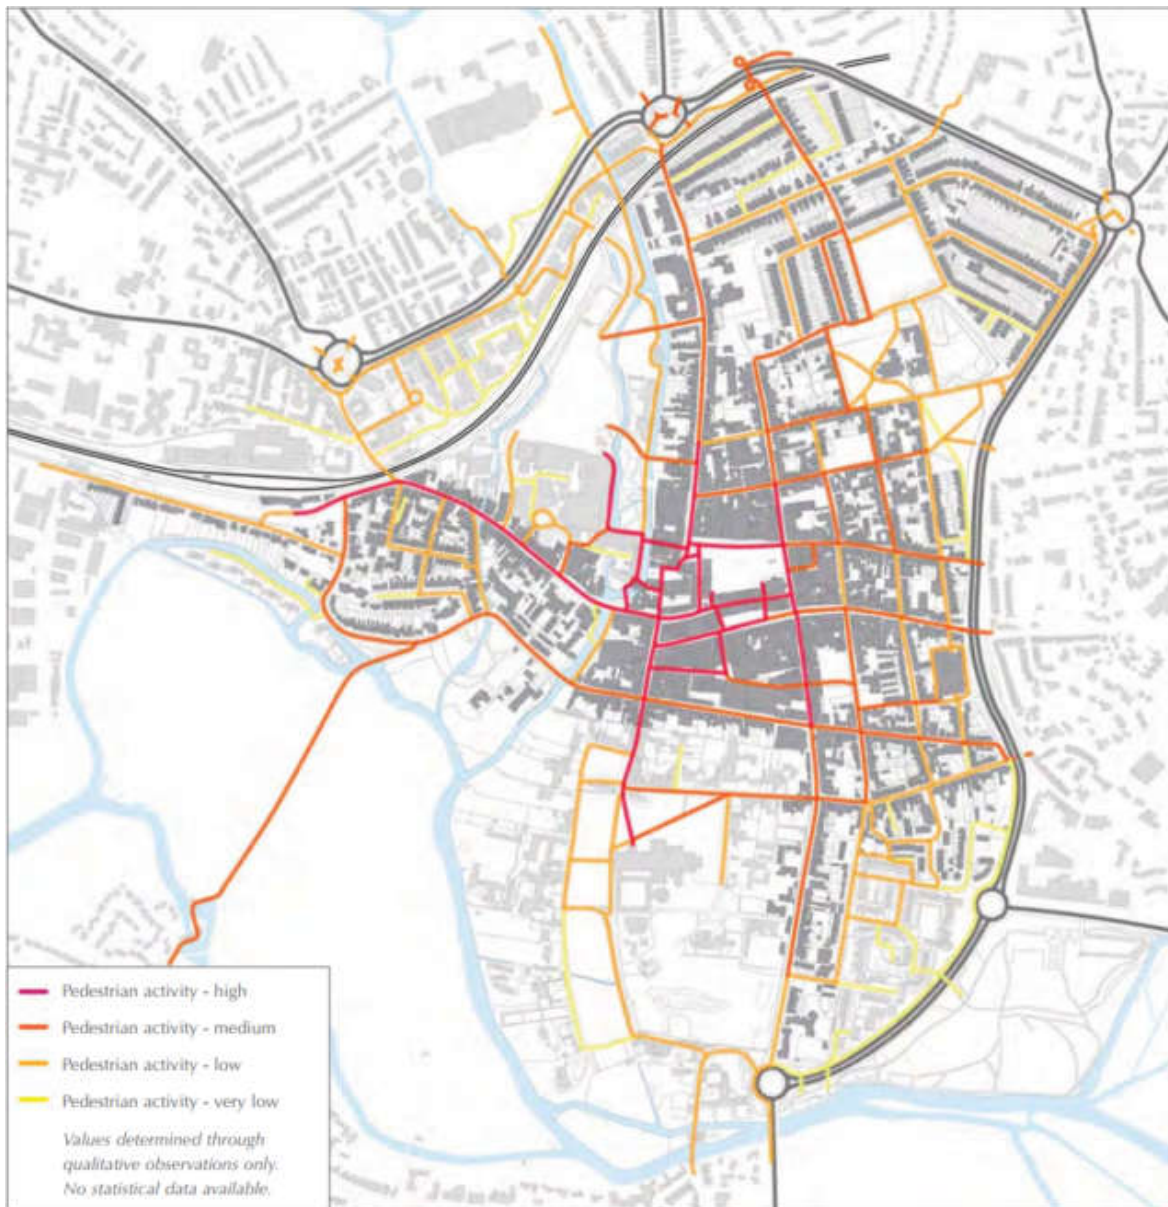 Pedestrian activity - high
Pedestrian activity - medium
Pedestrian activity - low
Pedestrian activity - very low
Values determined through
qualitative observations only.
No statistical data available.